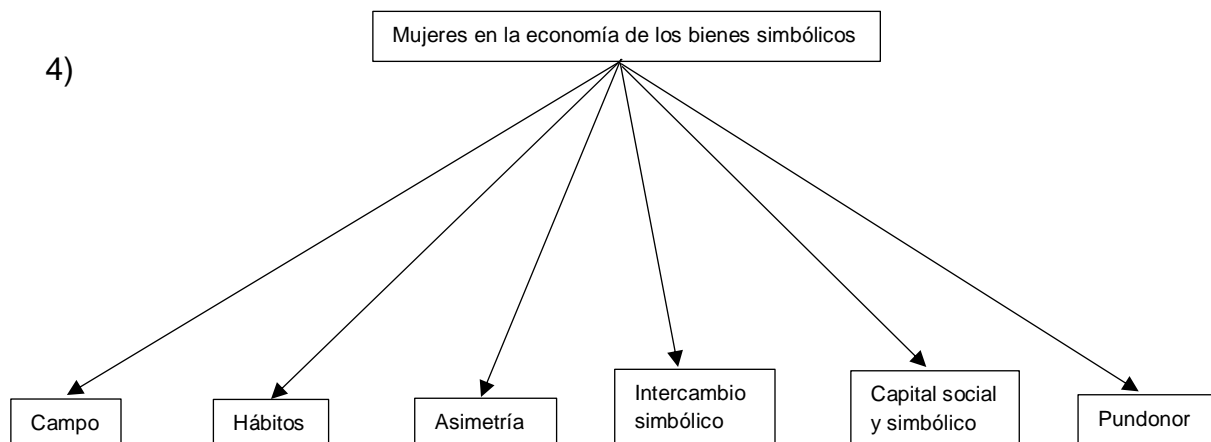 Mujeres en la economía de los bienes simbólicos
4)
Campo
Hábitos
Asimetría
Intercambio
simbólico
Capital social
y simbólico
Pundonor